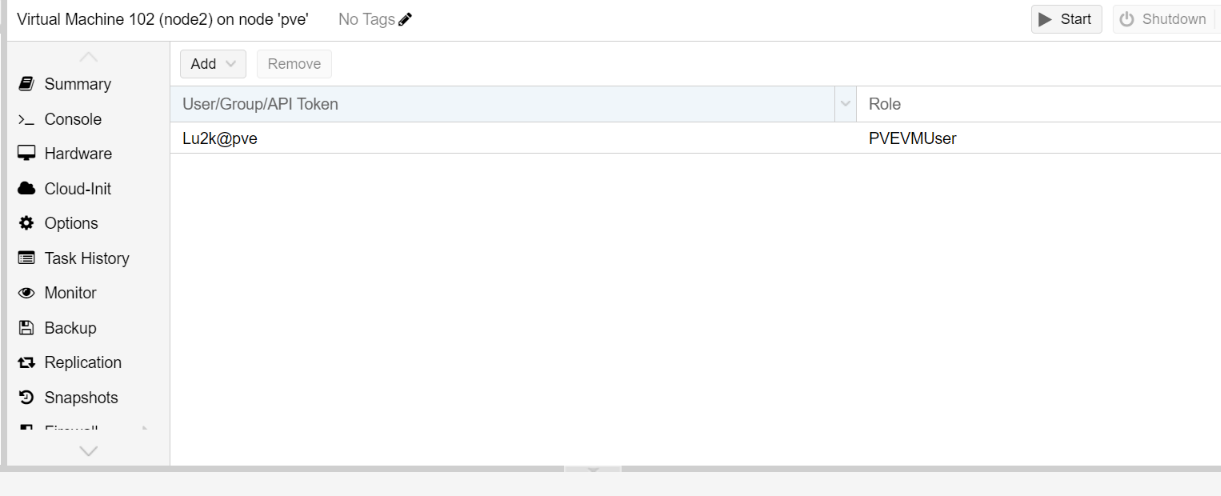 Virtual Machine 102 (node2) on node 'pve' No Tags Start Shutdown
Add Remove
Summary
User/Group/API Token Role
Console
Lu2k@pve PVEVMUser
Hardware
Cloud-Init
Options
Task History
Monitor
Backup
Replication
Snapshots
Firewall